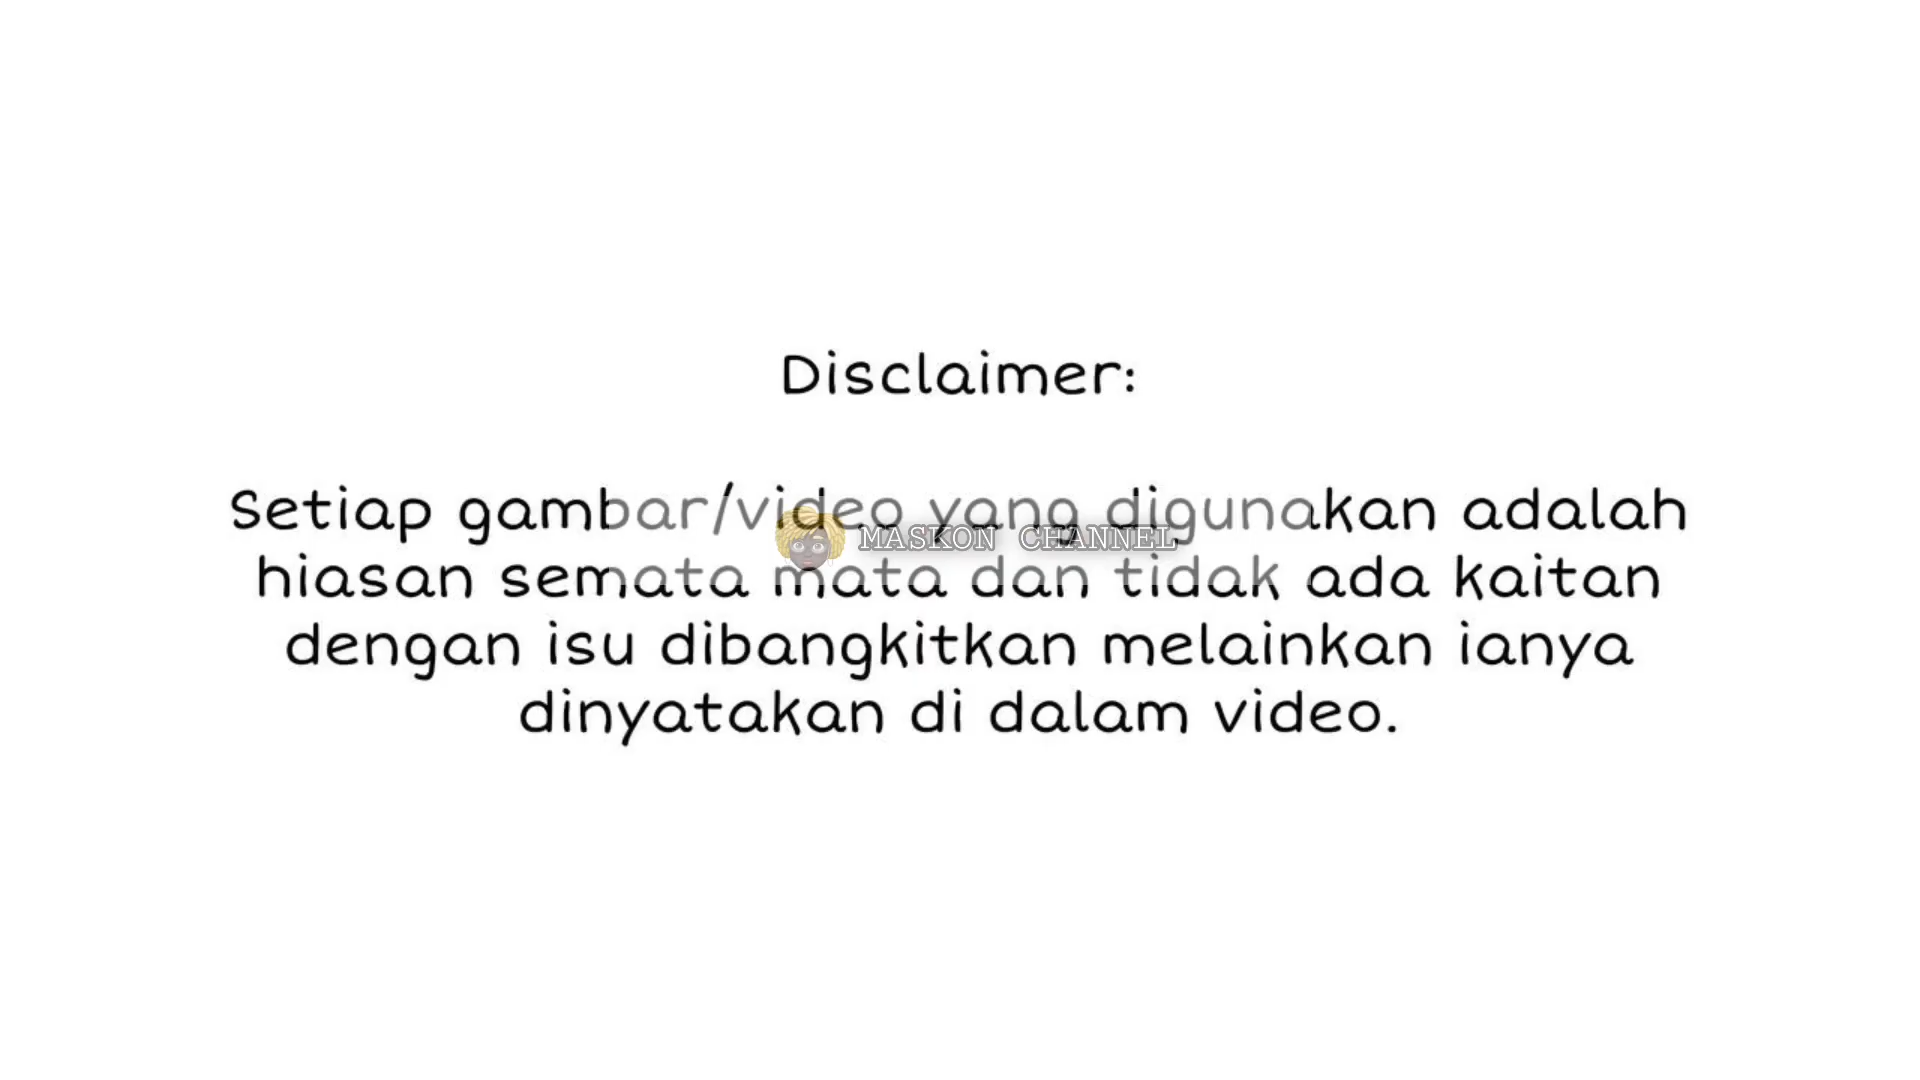 Disclaimer:
Setiap gambar/video yang digunakan adalah
MASKON CHANNEL
hiasan semata mata dan tidak ada kaitan
dengan isu dibangkitkan melainkan ianya
dinyatakan di dalam video.